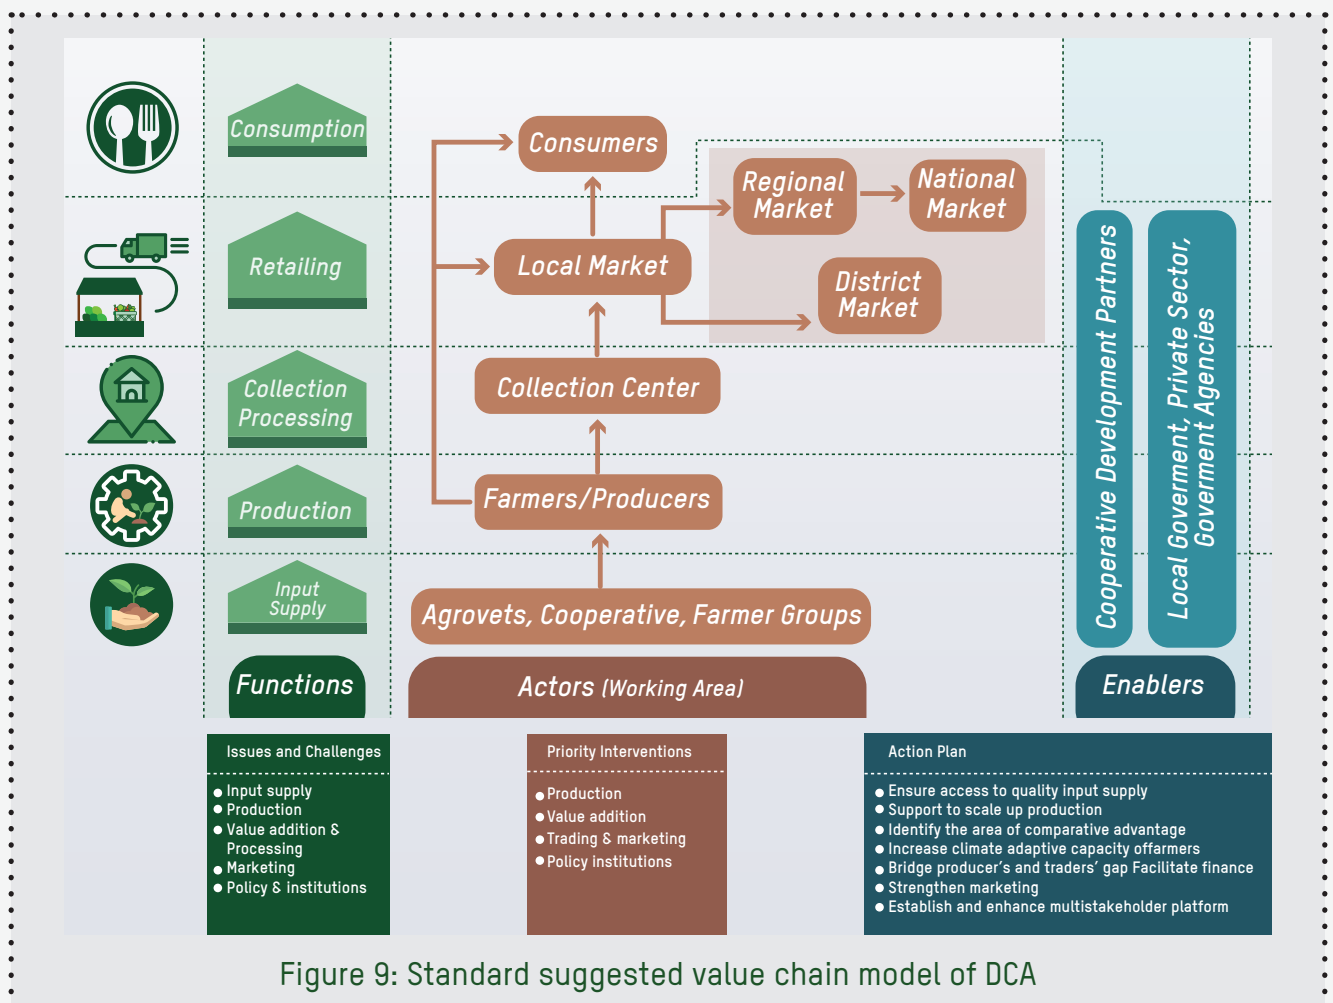 Consumption
Consumers
Regional
Market
National
Market
Retailing
Local Market
District
Market
Collection
Processing
Collection Center
Production
Farmers/Producers
Input
Supply
Agrovets, Cooperative, Farmer Groups
Cooperative Development Partners
Local Goverment, Private Sector,
Goverment Agencies
Functions
Actors (Working Area)
Enablers
Issues and Challenges
Input supply
Production
Value addition &
Processing
Marketing
Policy & institutions
Priority Interventions
Production
Value addition
Trading & marketing
Policy institutions
Action Plan
Ensure access to quality input supply
Support to scale up production
Identify the area of comparative advantage
Increase climate adaptive capacity offarmers
Bridge producer's and traders' gap Facilitate finance
Strengthen marketing
Establish and enhance multistakeholder platform
Figure 9: Standard suggested value chain model of DCA